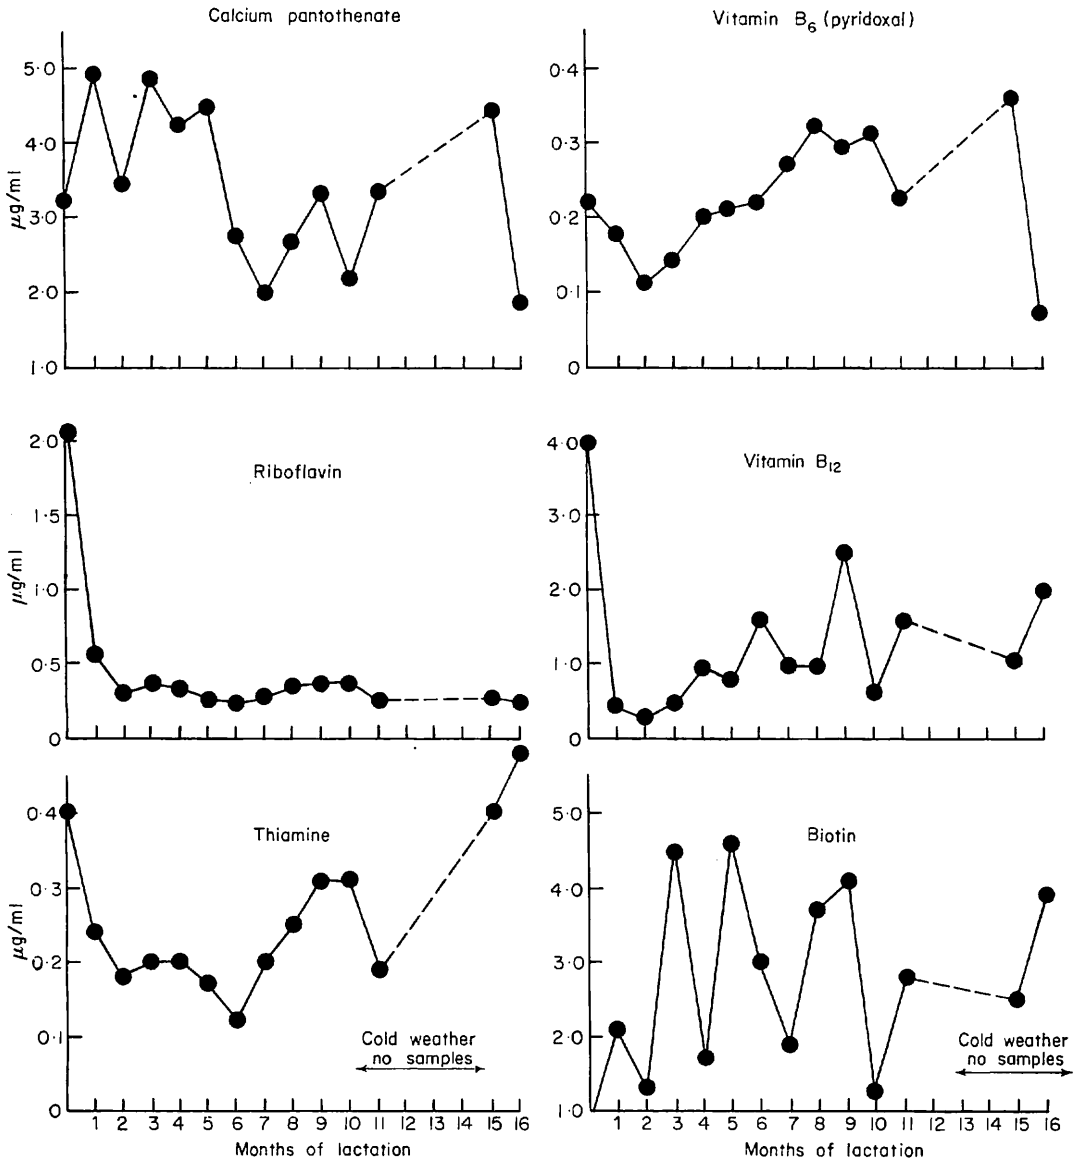 Calcium pantothenate
5·0
4·0
3·0
2·0
1·0
μg/ml
Vitamin B6 (pyridoxal)
0·4
0·3
0·2
0·1
0
Riboflavin
2·0
1·5
1·0
0·5
0
μg/ml
Vitamin B12
4·0
3·0
2·0
1·0
0
Thiamine
0·4
0·3
0·2
0·1
0
μg/ml
Cold weather
no samples
1 2 3 4 5 6 7 8 9 10 11 12 13 14 15 16
Months of lactation
Biotin
5·0
4·0
3·0
2·0
1·0
Cold weather
no samples
1 2 3 4 5 6 7 8 9 10 11 12 13 14 15 16
Months of lactation